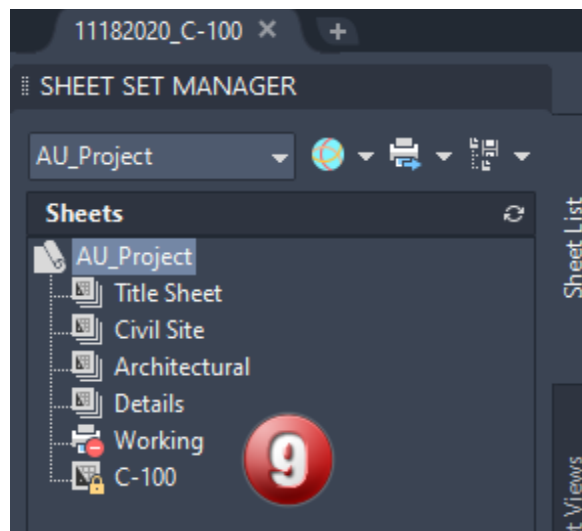 11182020_C-100
SHEET SET MANAGER
AU_Project
Sheets
AU_Project
Title Sheet
Civil Site
Architectural
Details
Working
C-100
9
Sheet List
Views